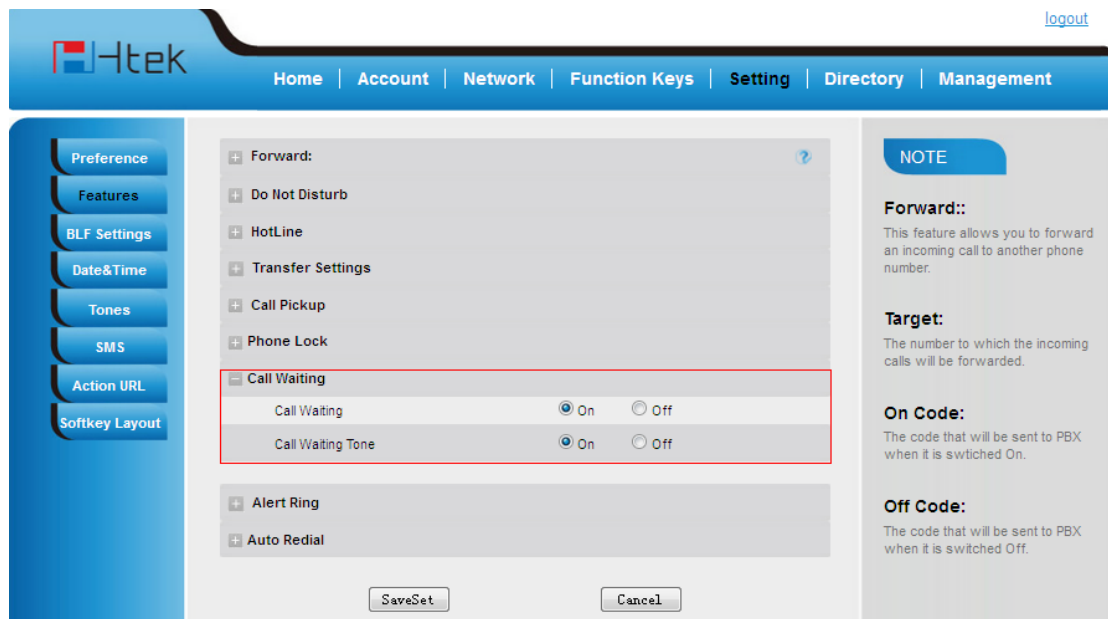 logout
Htek
Home Account Network Function Keys Setting Directory Management
Preference
Features
BLF Settings
Date&Time
Tones
SMS
Action URL
Softkey Layout
Forward:
Do Not Disturb
HotLine
Transfer Settings
Call Pickup
Phone Lock
Call Waiting
Call Waiting On Off
Call Waiting Tone On Off
Alert Ring
Auto Redial
SaveSet Cancel
NOTE
Forward::
This feature allows you to forward
an incoming call to another phone
number.
Target:
The number to which the incoming
calls will be forwarded.
On Code:
The code that will be sent to PBX
when it is swtiched On.
Off Code:
The code that will be sent to PBX
when it is switched Off.